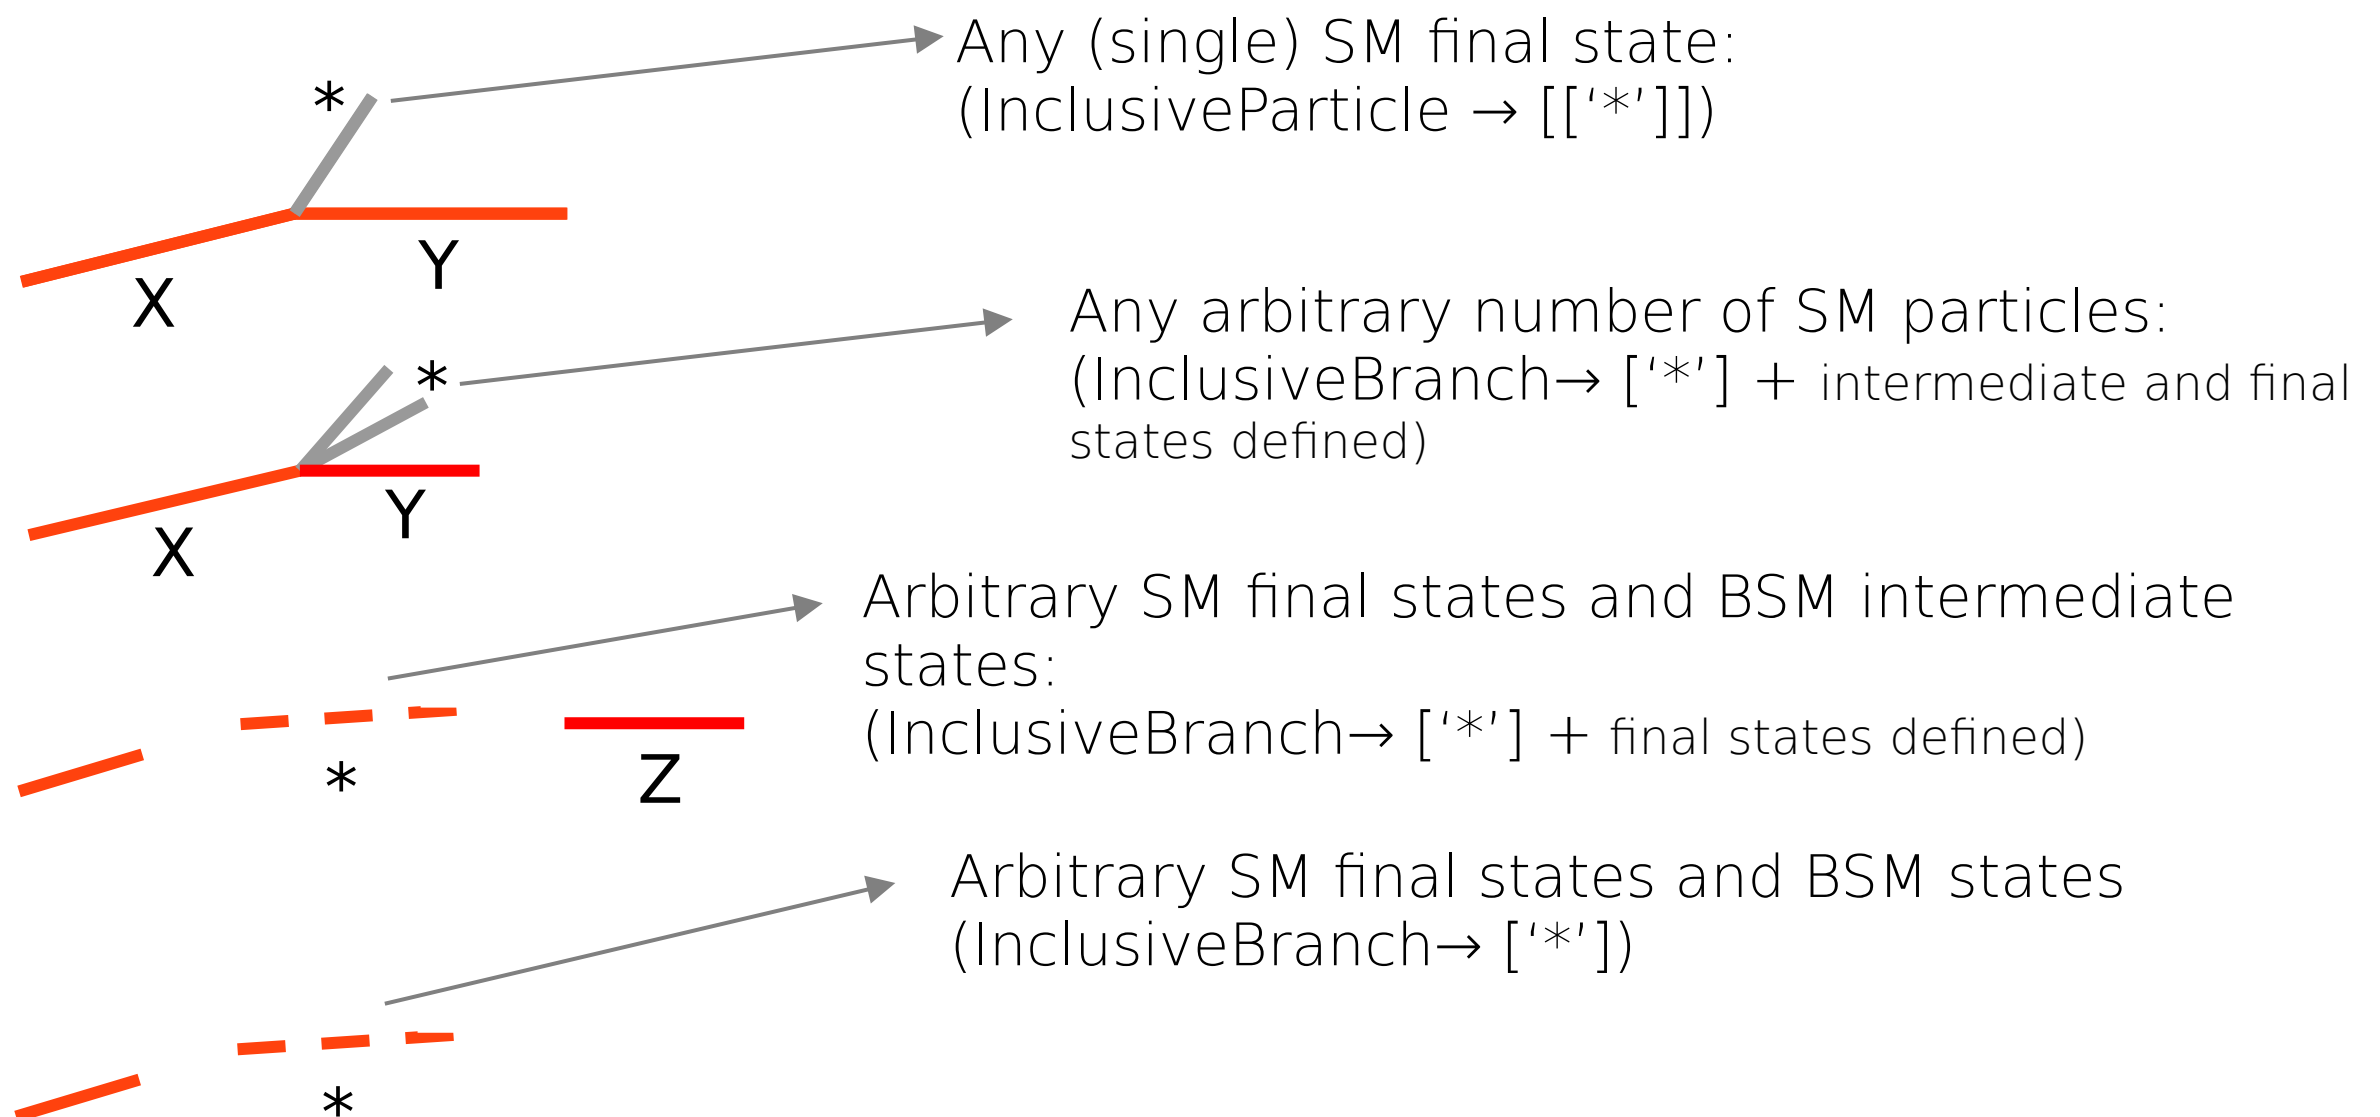 *
Any (single) SM final state:
(InclusiveParticle → [[‘*’]])
Y
X
Any arbitrary number of SM particles:
(InclusiveBranch→ [‘*’] + intermediate and final
states defined)
*
Y
X
Arbitrary SM final states and BSM intermediate
states:
(InclusiveBranch→ [‘*’] + final states defined)
*
Z
Arbitrary SM final states and BSM states
(InclusiveBranch→ [‘*’])
*